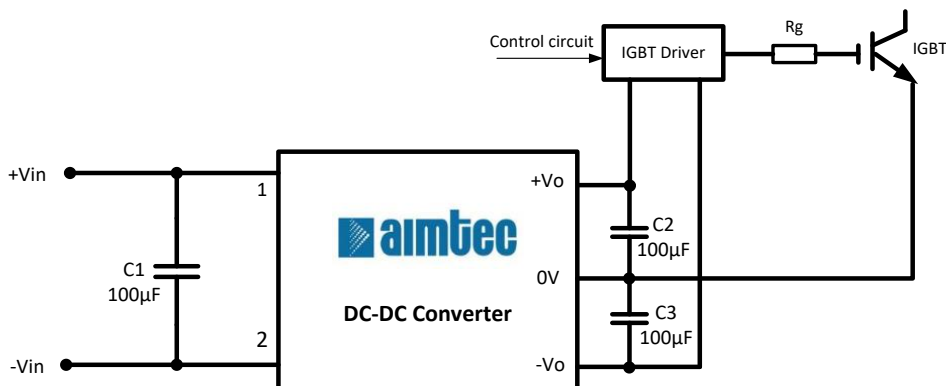 Rg
Control circuit
IGBT Driver
IGBT
+Vin
1
+Vo
C2
100µF
aimtec
C1
100µF
0V
DC-DC Converter
C3
100µF
2
-Vin
-Vo